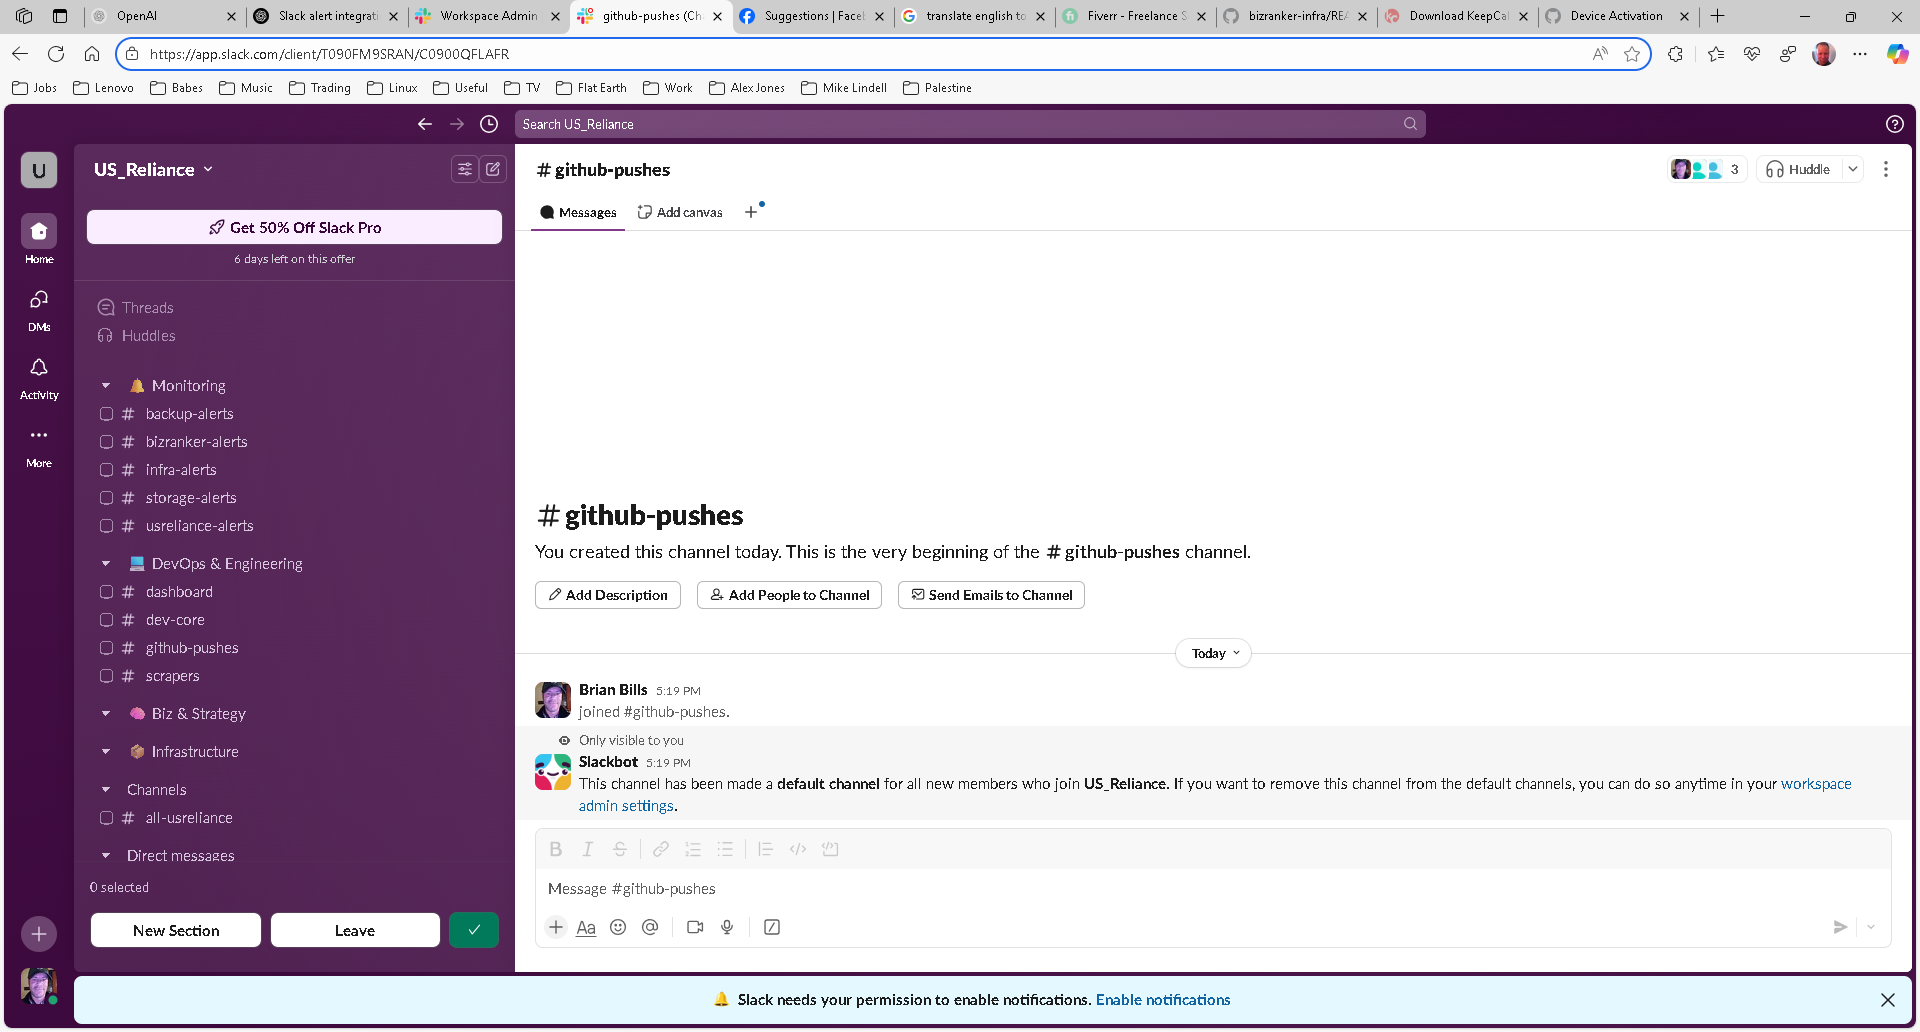 OpenAI
Slack alert integrati
Workspace Admin
github-pushes (Ch
Suggestions | Faceb
translate english to
Fiverr - Freelance S
bizranker-infra/REA
Download KeepCal
Device Activation
https://app.slack.com/client/T090FM9SRAN/C0900QFLAFR
Jobs
Lenovo
Babes
Music
Trading
Linux
Useful
TV
Flat Earth
Work
Alex Jones
Mike Lindell
Palestine
Search US_Reliance
U
US_Reliance
Get 50% Off Slack Pro
6 days left on this offer
Home
DMs
Activity
More
Threads
Huddles
Monitoring
# backup-alerts
# bizranker-alerts
# infra-alerts
# storage-alerts
# usreliance-alerts
DevOps & Engineering
# dashboard
# dev-core
# github-pushes
# scrapers
Biz & Strategy
Infrastructure
Channels
# all-usreliance
Direct messages
0 selected
New Section
Leave
# github-pushes
3
Huddle
Messages
Add canvas
# github-pushes
You created this channel today. This is the very beginning of the # github-pushes channel.
Add Description
Add People to Channel
Send Emails to Channel
Today
Brian Bills 5:19 PM
joined #github-pushes.
Only visible to you
Slackbot 5:19 PM
This channel has been made a default channel for all new members who join US_Reliance. If you want to remove this channel from the default channels, you can do so anytime in your workspace
admin settings.
Message #github-pushes
Aa
Slack needs your permission to enable notifications. Enable notifications